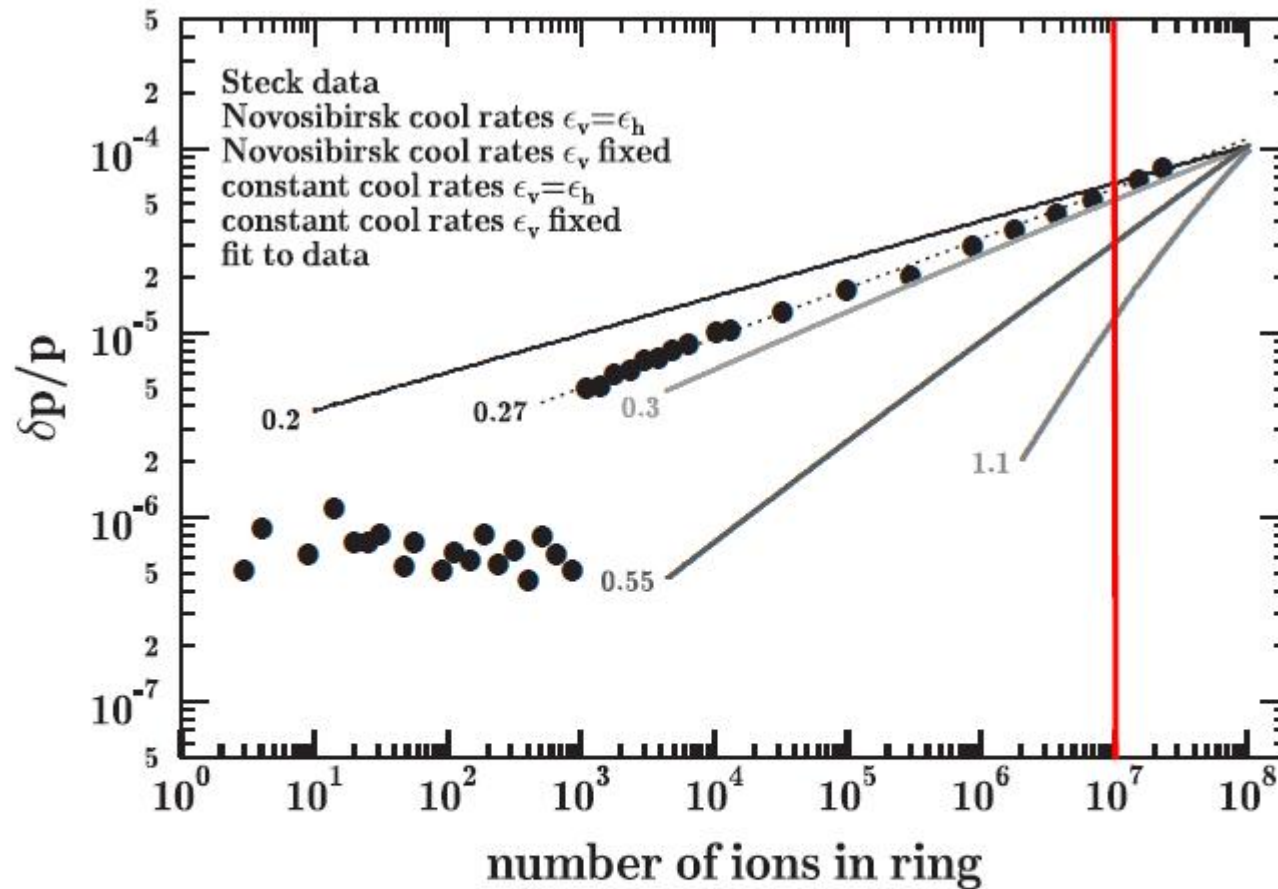 5
2
10⁻⁴
5
2
10⁻⁵
5
2
10⁻⁶
5
2
10⁻⁷
5
δp/p
Steck data
Novosibirsk cool rates ϵᵥ=ϵₕ
Novosibirsk cool rates ϵᵥ fixed
constant cool rates ϵᵥ=ϵₕ
constant cool rates ϵᵥ fixed
fit to data
0.2
0.27
0.3
1.1
0.55
10⁰ 10¹ 10² 10³ 10⁴ 10⁵ 10⁶ 10⁷ 10⁸
number of ions in ring